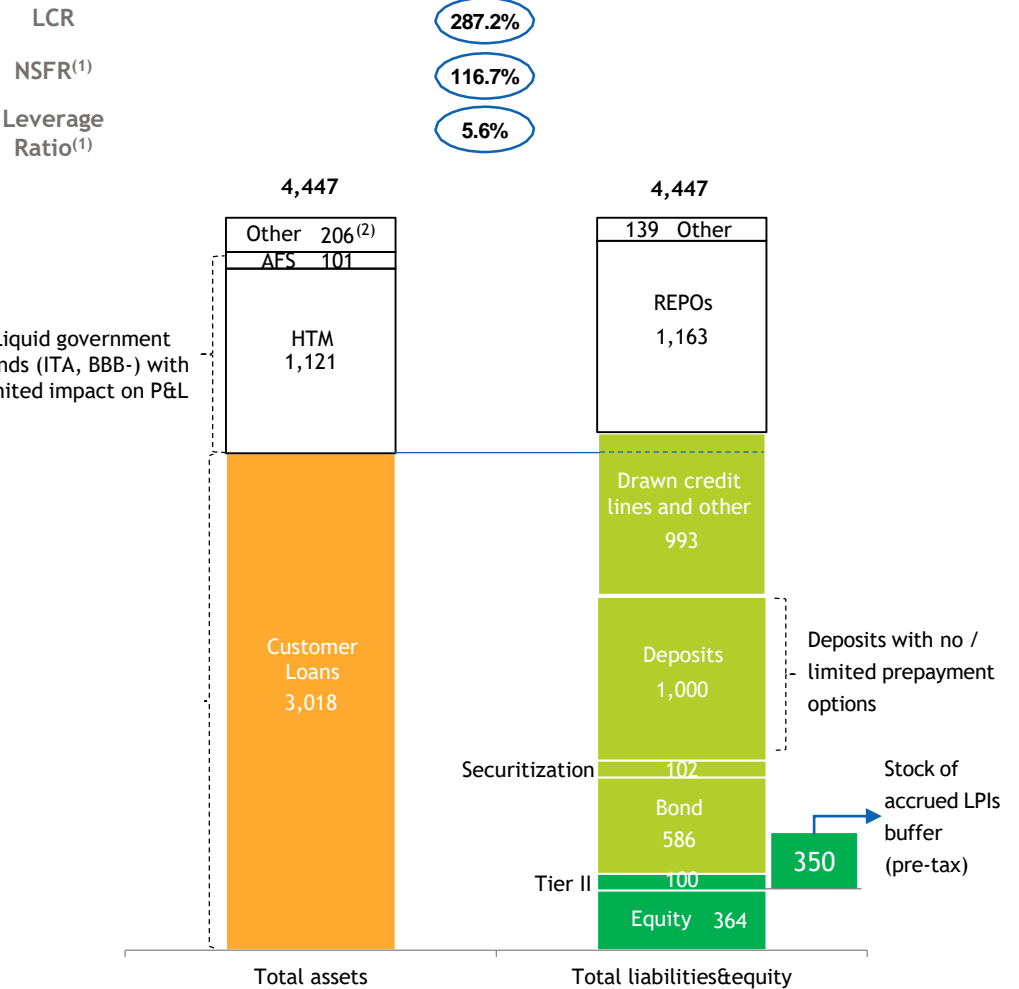 LCR
287.2%
NSFR(1)
116.7%
Leverage
Ratio(1)
5.6%
4,447
4,447
Other 206(2)
AFS 101
HTM
1,121
government
(ITA, BBB-) with
impact on P&L
Customer
Loans
3,018
139 Other
REPOs
1,163
Drawn credit
lines and other
993
Deposits
1,000
Deposits with no /
limited prepayment
options
Securitization
102
Bond
586
Tier II
100
Equity 364
350
Stock of
accrued LPIs
buffer
(pre-tax)
Total assets
Total liabilities&equity